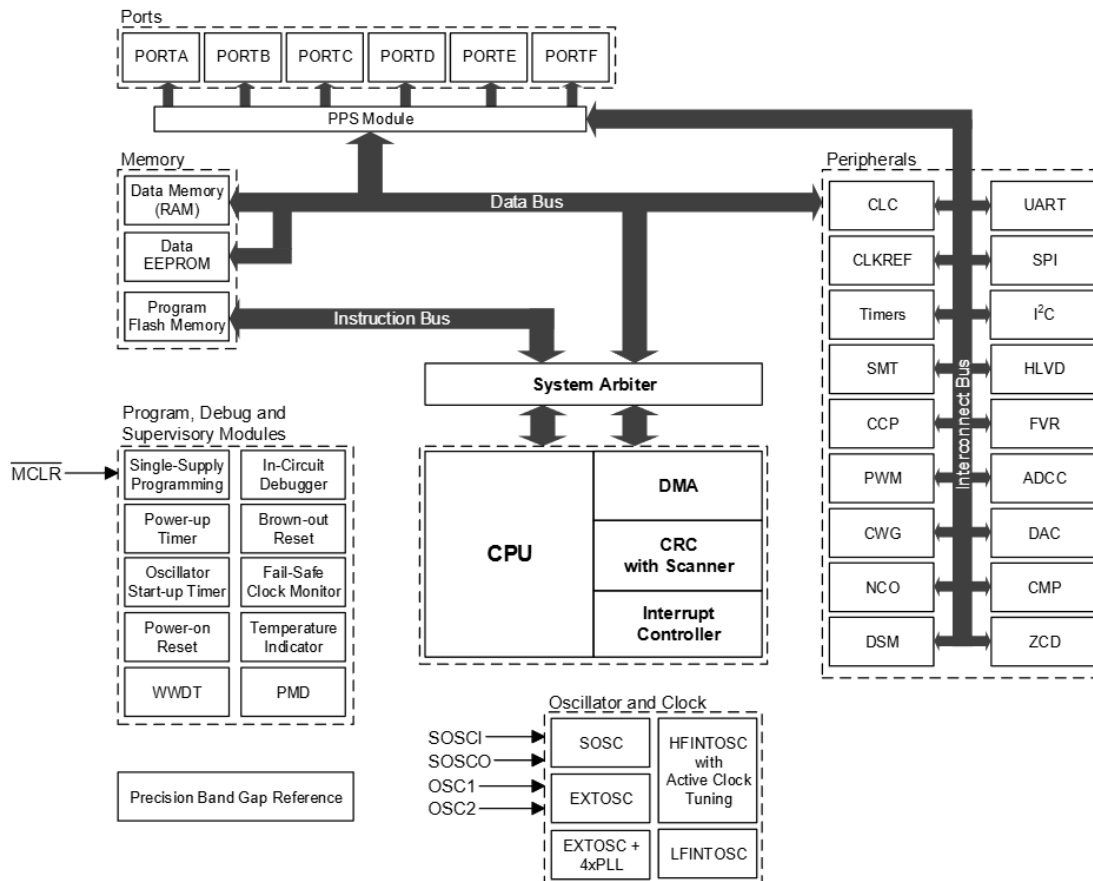 Ports
PORTA
PORTB
PORTC
PORTD
PORTE
PORTF
PPS Module
Memory
Data Memory
(RAM)
Data
EEPROM
Program
Flash Memory
Data Bus
Instruction Bus
System Arbiter
CPU
DMA
CRC
with Scanner
Interrupt
Controller
Peripherals
CLC
UART
CLKREF
SPI
Timers
I²C
SMT
HLVD
CCP
FVR
PWM
ADCC
CWG
DAC
NCO
CMP
DSM
ZCD
Interconnect Bus
Program, Debug and
Supervisory Modules
MCLR
Single-Supply
Programming
In-Circuit
Debugger
Power-up
Timer
Brown-out
Reset
Oscillator
Start-up Timer
Fail-Safe
Clock Monitor
Power-on
Reset
Temperature
Indicator
WWDT
PMD
Precision Band Gap Reference
Oscillator and Clock
SOSCI
SOSCO
OSC1
OSC2
SOSC
HFINTOSC
with
Active Clock
Tuning
EXTOSC
EXTOSC +
4xPLL
LFINTOSC